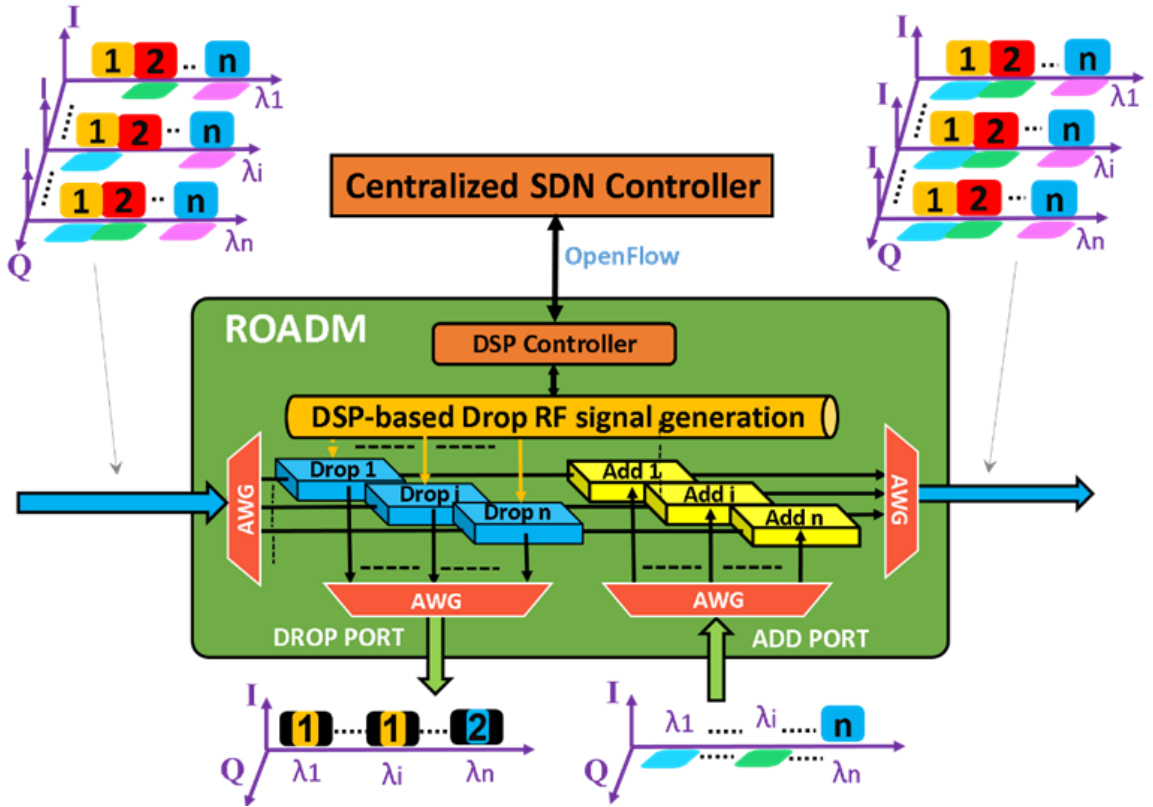 I
1 2 .. n
λ1
I
1 2 .. n
λi
I
1 2 .. n
λn
Q
I
1 2 ... n
λ1
I
1 2 ... n
λi
I
1 2 ... n
λn
Q
Centralized SDN Controller
OpenFlow
ROADM
DSP Controller
DSP-based Drop RF signal generation
AWG
Drop 1
Drop i
Drop n
Add 1
Add i
Add n
AWG
AWG
AWG
DROP PORT
ADD PORT
I
1 ...... 1 ...... 2
Q
λ1
λi
λn
I
λ1 ...... λi ...... n
Q
λn